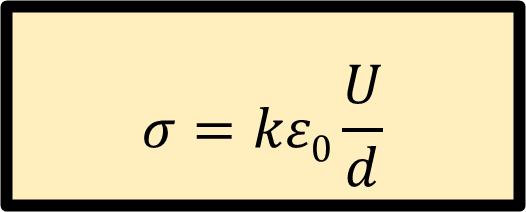 σ = kε₀ U/d